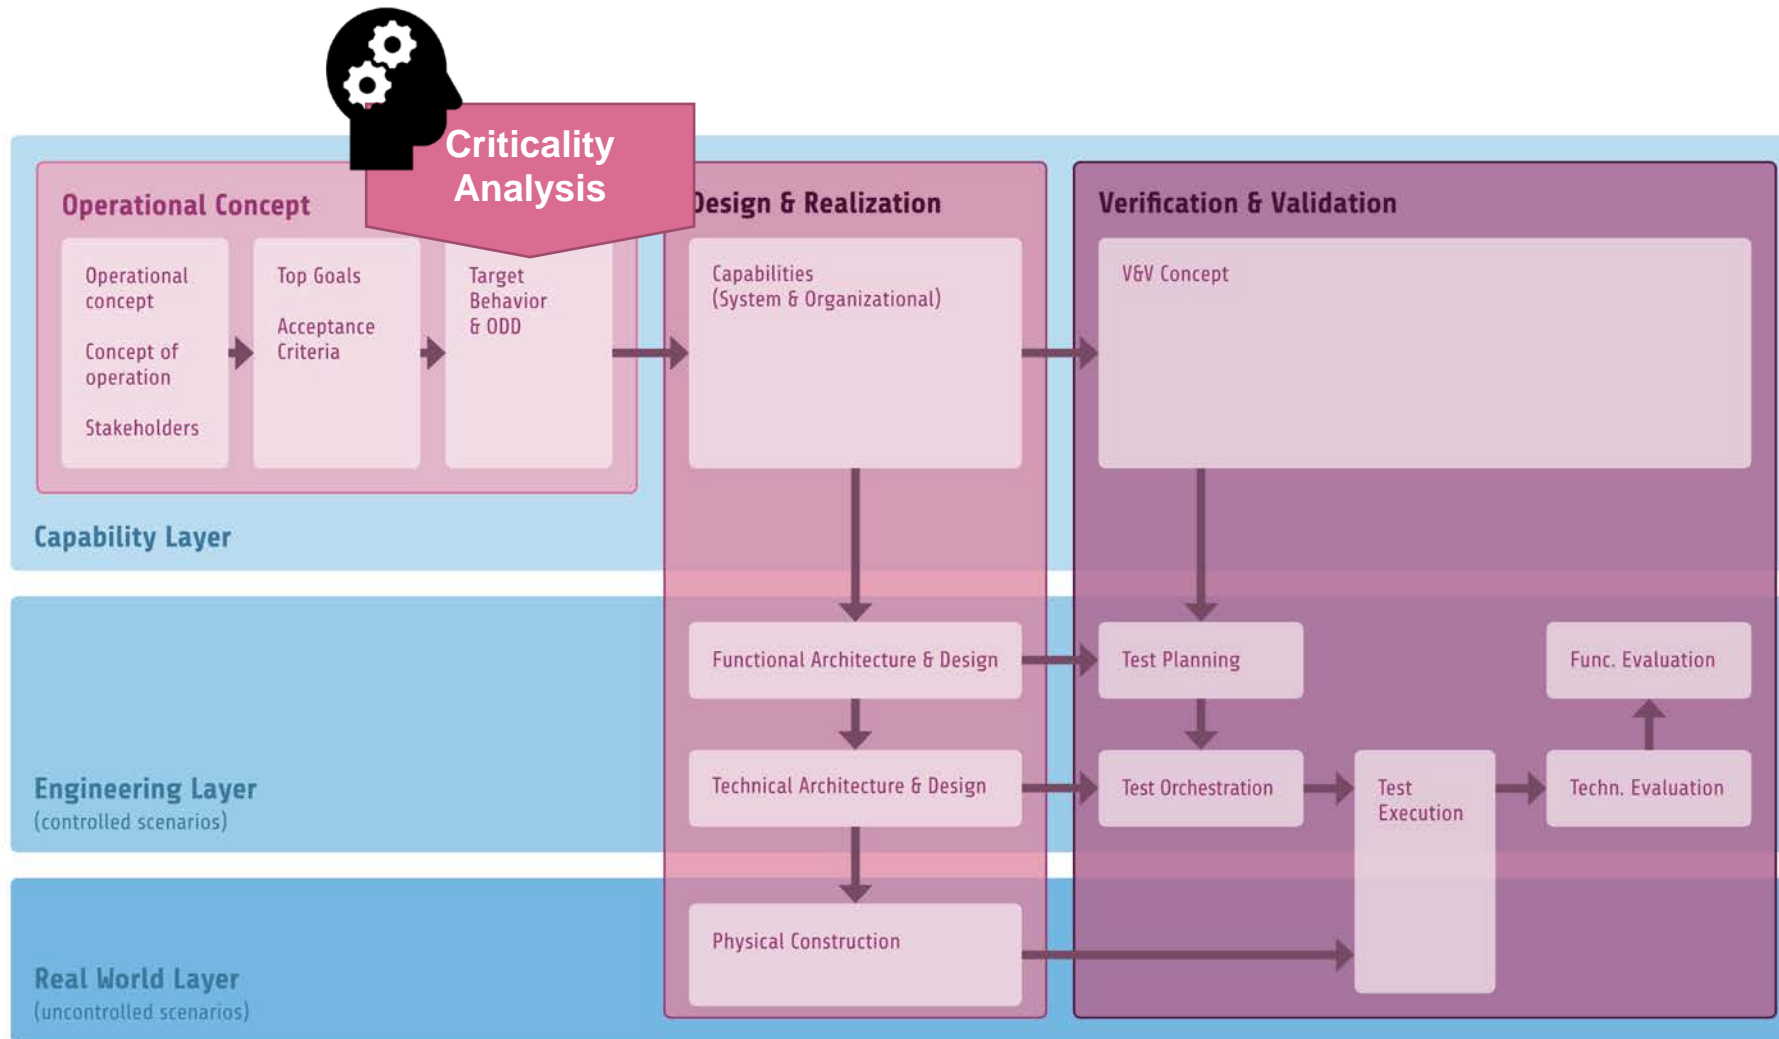 Criticality
Analysis
Operational Concept
Operational
concept
Concept of
operation
Stakeholders
Top Goals
Acceptance
Criteria
Target
Behavior
& ODD
Capability Layer
Design & Realization
Capabilities
(System & Organizational)
Functional Architecture & Design
Technical Architecture & Design
Physical Construction
Verification & Validation
V&V Concept
Test Planning
Func. Evaluation
Test Orchestration
Test
Execution
Techn. Evaluation
Engineering Layer
(controlled scenarios)
Real World Layer
(uncontrolled scenarios)